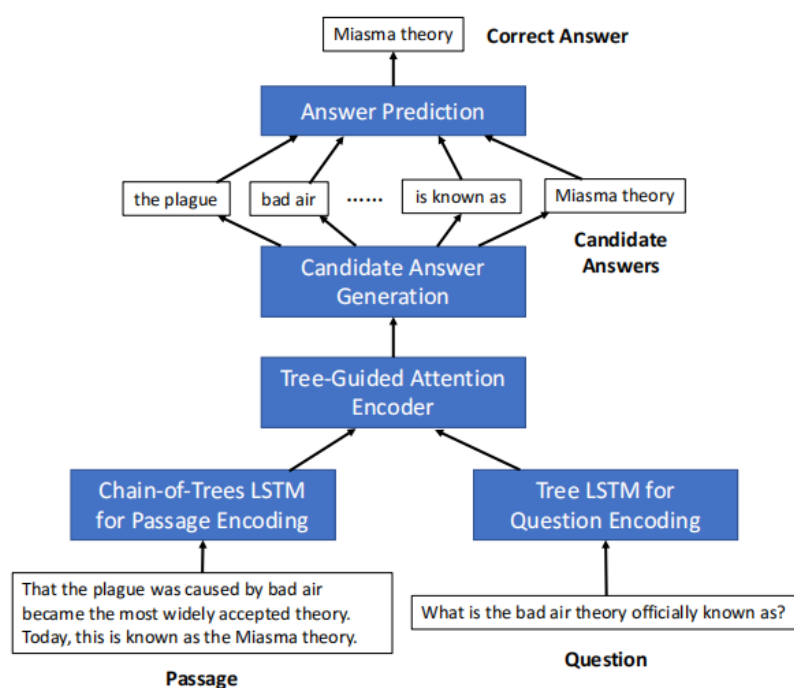 Miasma theory
Correct Answer
Answer Prediction
the plague
bad air
......
is known as
Miasma theory
Candidate
Answers
Candidate Answer
Generation
Tree-Guided Attention
Encoder
Chain-of-Trees LSTM
for Passage Encoding
Tree LSTM for
Question Encoding
That the plague was caused by bad air
became the most widely accepted theory.
Today, this is known as the Miasma theory.
What is the bad air theory officially known as?
Passage
Question